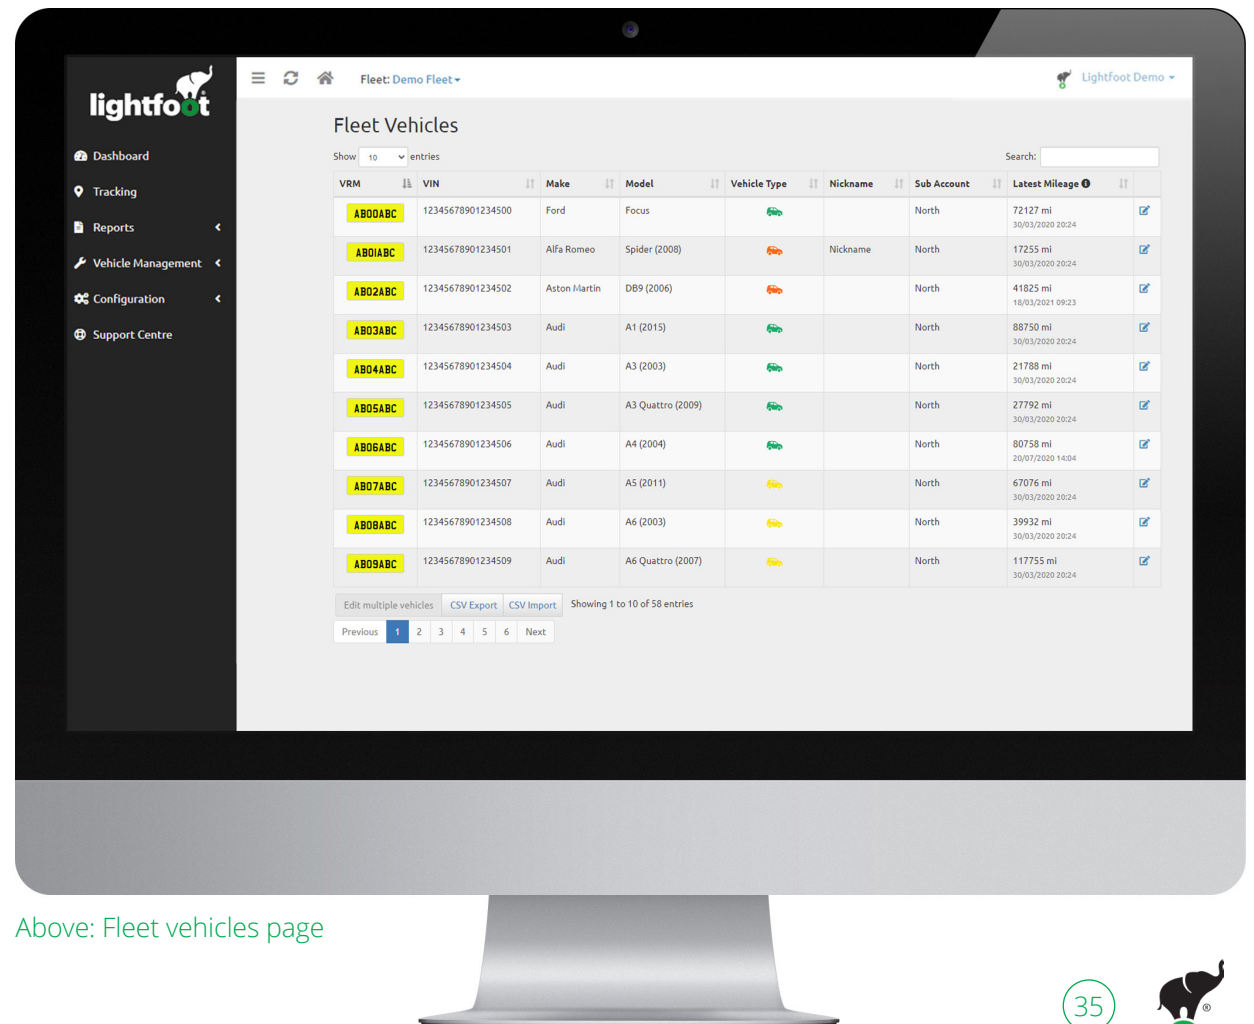 lightfoot
Fleet: Demo Fleet
Lightfoot Demo
Dashboard
Tracking
Reports
Vehicle Management
Configuration
Support Centre
Fleet Vehicles
Show 10 entries
Search:
VRM VIN Make Model Vehicle Type Nickname Sub Account Latest Mileage
AB00ABC 12345678901234500 Ford Focus North 72127 mi
30/03/2020 20:24
AB01ABC 12345678901234501 Alfa Romeo Spider (2008) Nickname North 17255 mi
30/03/2020 20:24
AB02ABC 12345678901234502 Aston Martin DB9 (2006) North 41825 mi
18/03/2021 09:23
AB03ABC 12345678901234503 Audi A1 (2015) North 88750 mi
30/03/2020 20:24
AB04ABC 12345678901234504 Audi A3 (2003) North 21788 mi
30/03/2020 20:24
AB05ABC 12345678901234505 Audi A3 Quattro (2009) North 27792 mi
30/03/2020 20:24
AB06ABC 12345678901234506 Audi A4 (2004) North 80758 mi
20/07/2020 14:04
AB07ABC 12345678901234507 Audi A5 (2011) North 67076 mi
30/03/2020 20:24
AB08ABC 12345678901234508 Audi A6 (2003) North 39932 mi
30/03/2020 20:24
AB09ABC 12345678901234509 Audi A6 Quattro (2007) North 117755 mi
30/03/2020 20:24
Edit multiple vehicles CSV Export CSV Import Showing 1 to 10 of 58 entries
Previous 1 2 3 4 5 6 Next
Above: Fleet vehicles page
35
®